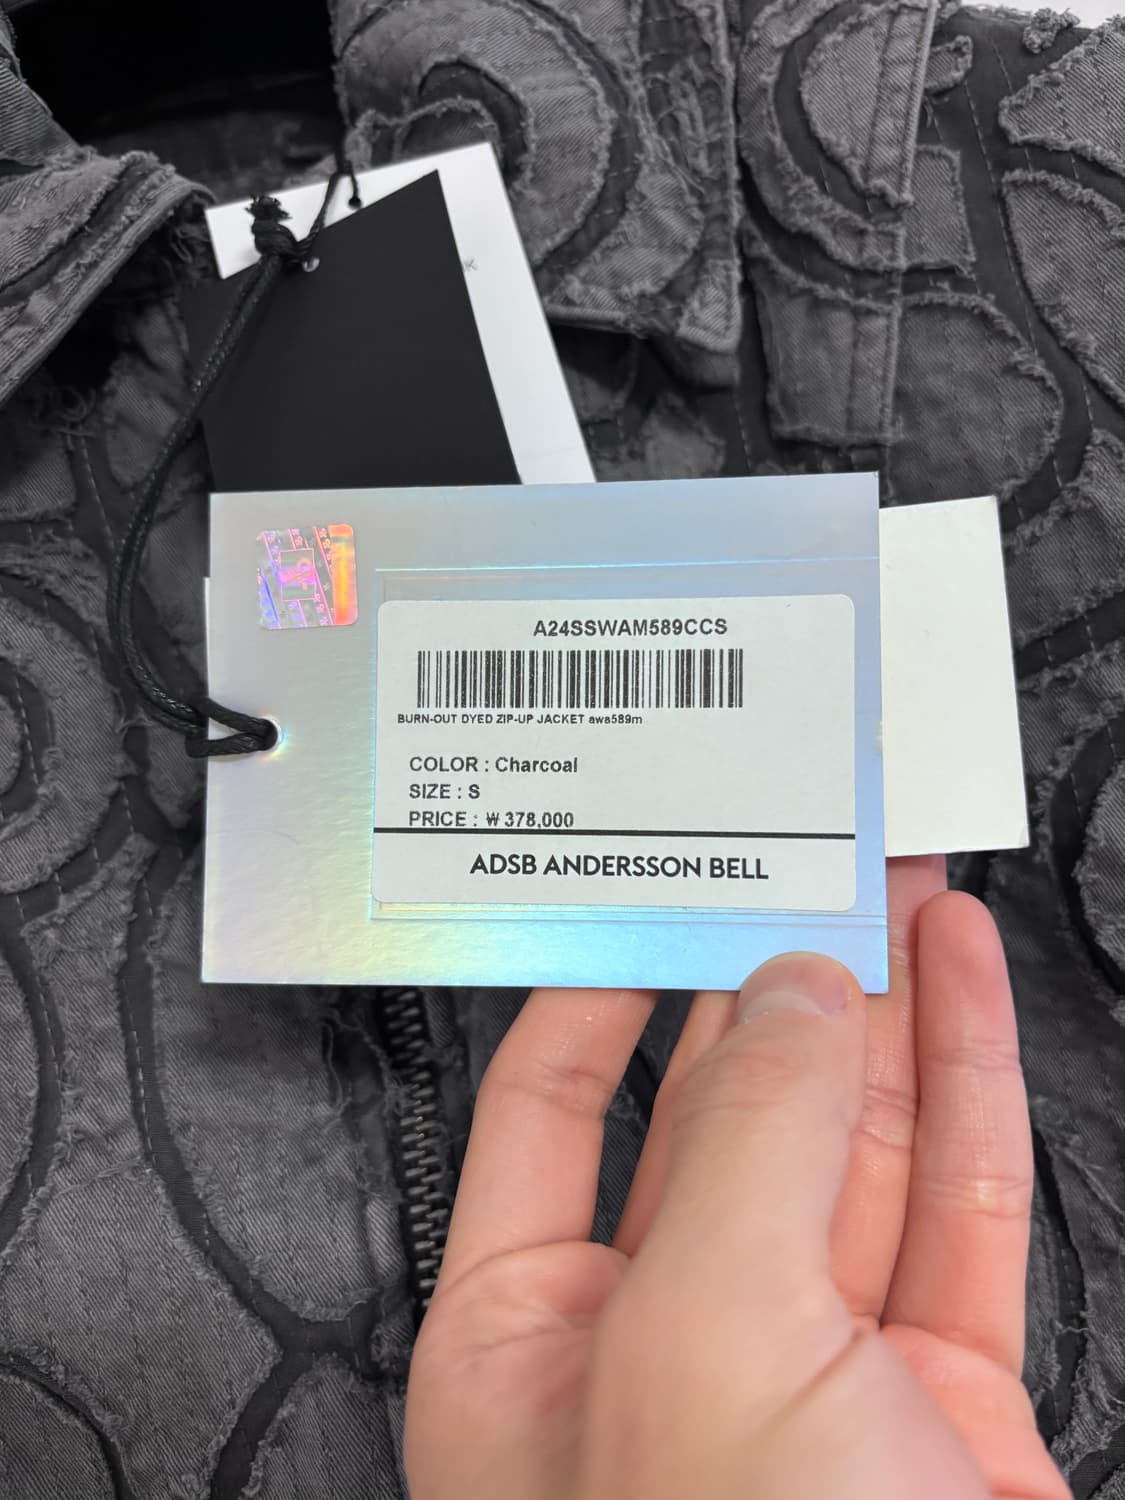 A24SSWAM589CCS
BURN-OUT DYED ZIP-UP JACKET awa589m
COLOR : Charcoal
SIZE : S
PRICE : ₩ 378,000
ADSB ANDERSSON BELL